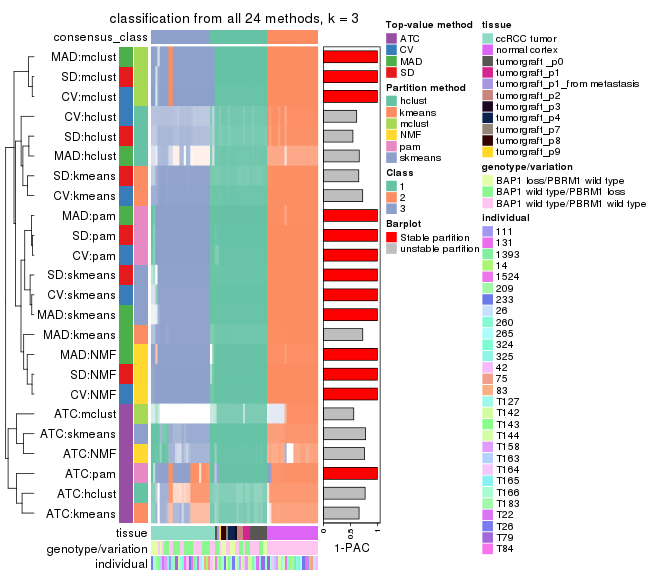 classification from all 24 methods, k = 3
consensus_class
MAD:mclust
SD:mclust
CV:mclust
CV:hclust
SD:hclust
MAD:hclust
SD:kmeans
CV:kmeans
MAD:pam
SD:pam
CV:pam
SD:skmeans
CV:skmeans
MAD:skmeans
MAD:kmeans
MAD:NMF
SD:NMF
CV:NMF
ATC:mclust
ATC:skmeans
ATC:NMF
ATC:pam
ATC:hclust
ATC:kmeans
tissue
genotype/variation
individual
0
0.5
1
1-PAC
Top-value method
ATC
CV
MAD
SD
Partition method
hclust
kmeans
mclust
NMF
pam
skmeans
Class
1
2
3
Barplot
Stable partition
unstable partition
tissue
ccRCC tumor
normal cortex
tumorgraft_p0
tumorgraft_p1
tumorgraft_p1_from metastasis
tumorgraft_p2
tumorgraft_p3
tumorgraft_p4
tumorgraft_p7
tumorgraft_p8
tumorgraft_p9
genotype/variation
BAP1 loss/PBRM1 wild type
BAP1 wild type/PBRM1 loss
BAP1 wild type/PBRM1 wild type
individual
111
131
1393
14
1524
209
233
26
260
265
324
325
42
75
83
T127
T142
T143
T144
T158
T163
T164
T165
T166
T183
T22
T26
T79
T84